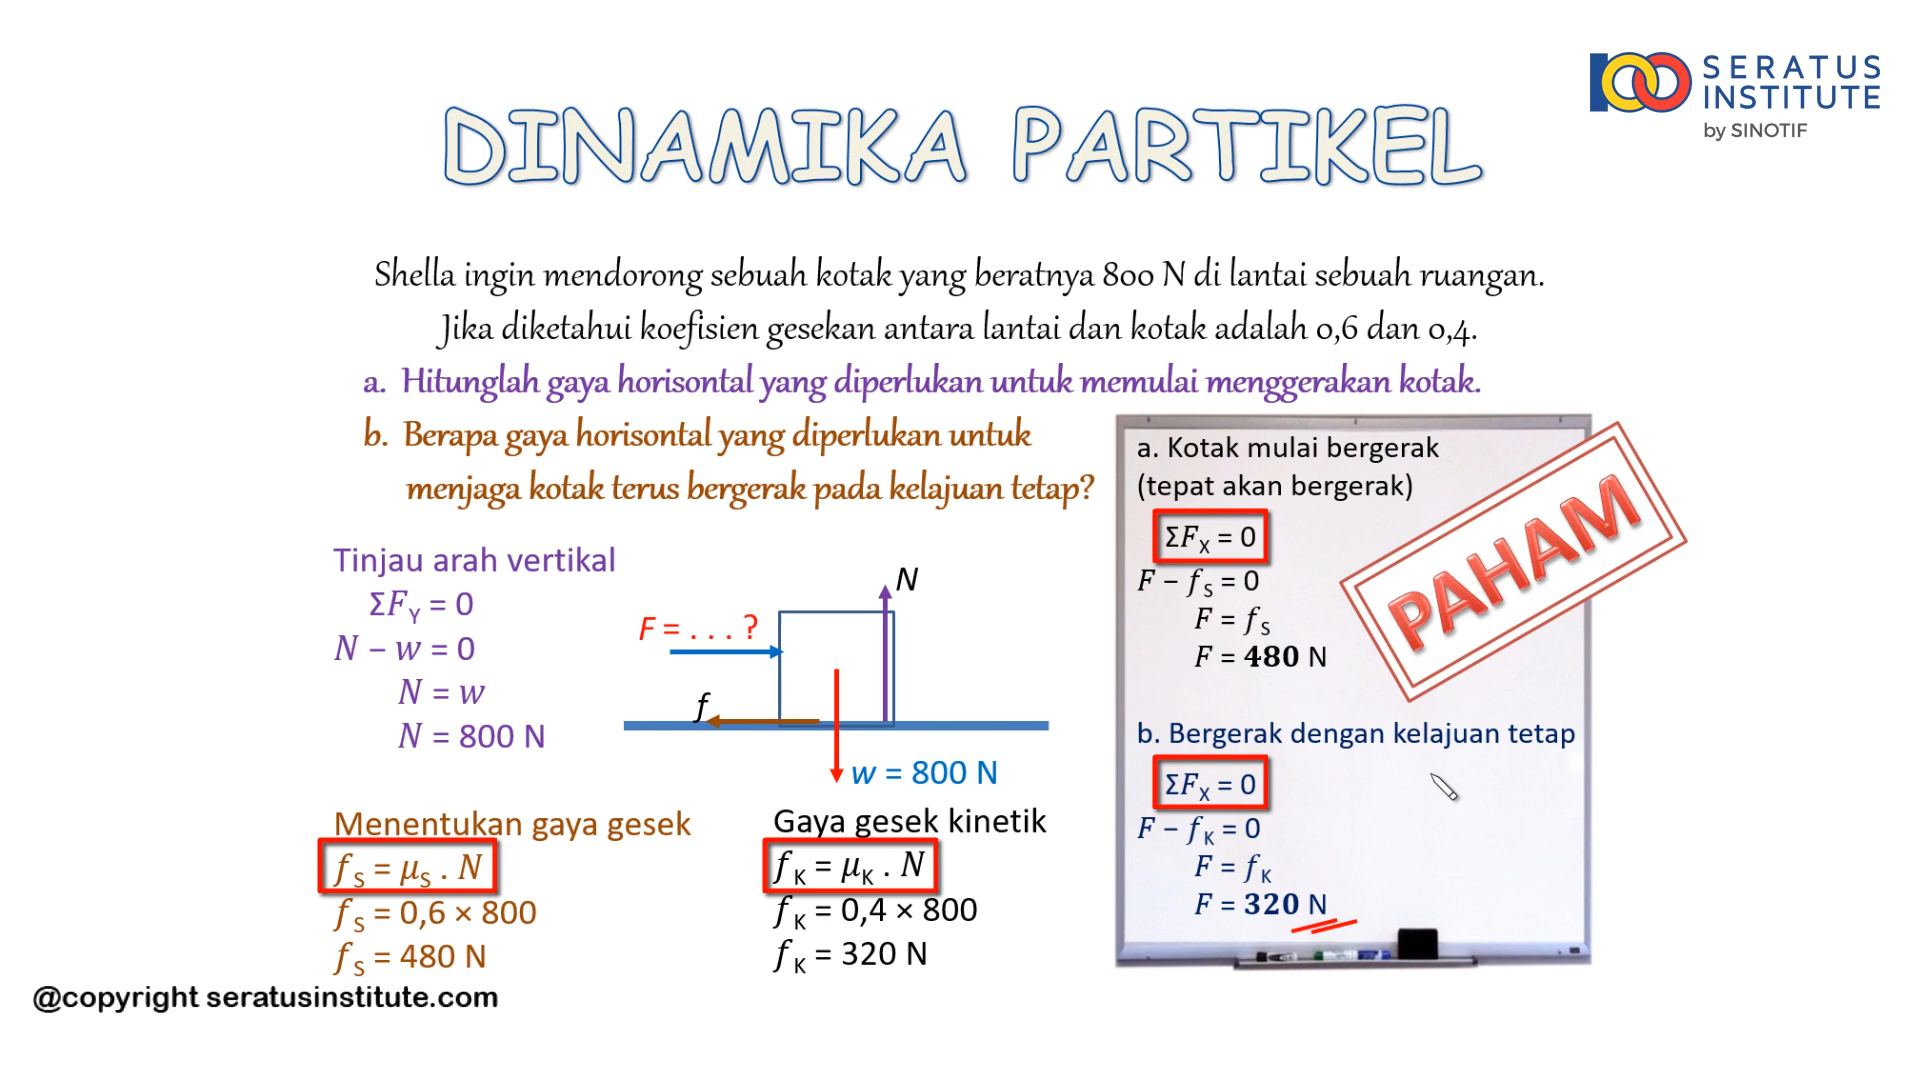 SERATUS
INSTITUTE
by SINOTIF
DINAMIKA PARTIKEL
Shella ingin mendorong sebuah kotak yang beratnya 800 N di lantai sebuah ruangan.
Jika diketahui koefisien gesekan antara lantai dan kotak adalah 0,6 dan 0,4.
a. Hitunglah gaya horisontal yang diperlukan untuk memulai menggerakan kotak.
b. Berapa gaya horisontal yang diperlukan untuk
menjaga kotak terus bergerak pada kelajuan tetap?
Tinjau arah vertikal
ΣF_Y = 0
N − w = 0
N = w
N = 800 N
F = . . . ?
N
f
w = 800 N
Menentukan gaya gesek
f_S = μ_S . N
f_S = 0,6 × 800
f_S = 480 N
Gaya gesek kinetik
f_K = μ_K . N
f_K = 0,4 × 800
f_K = 320 N
a. Kotak mulai bergerak
(tepat akan bergerak)
ΣF_X = 0
F − f_S = 0
F = f_S
F = 480 N
PAHAM
b. Bergerak dengan kelajuan tetap
ΣF_X = 0
F − f_K = 0
F = f_K
F = 320 N
@copyright seratusinstitute.com